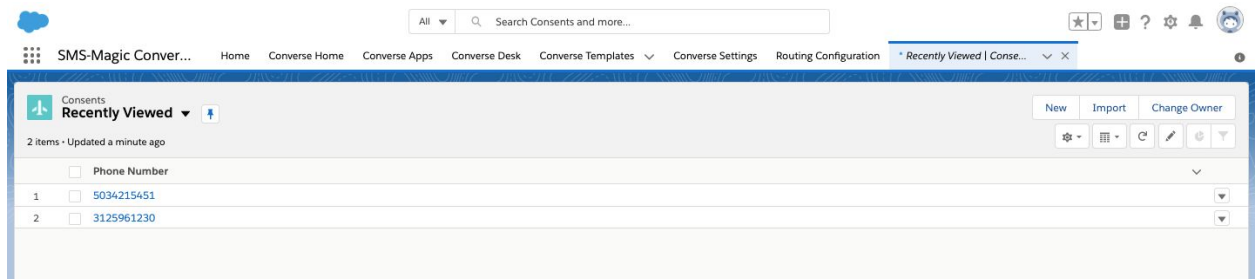 All
Search Consents and more...
SMS-Magic Conver... Home Converse Home Converse Apps Converse Desk Converse Templates Converse Settings Routing Configuration * Recently Viewed | Conse...
Consents
Recently Viewed
New Import Change Owner
2 items • Updated a minute ago
Phone Number
1 5034215451
2 3125961230